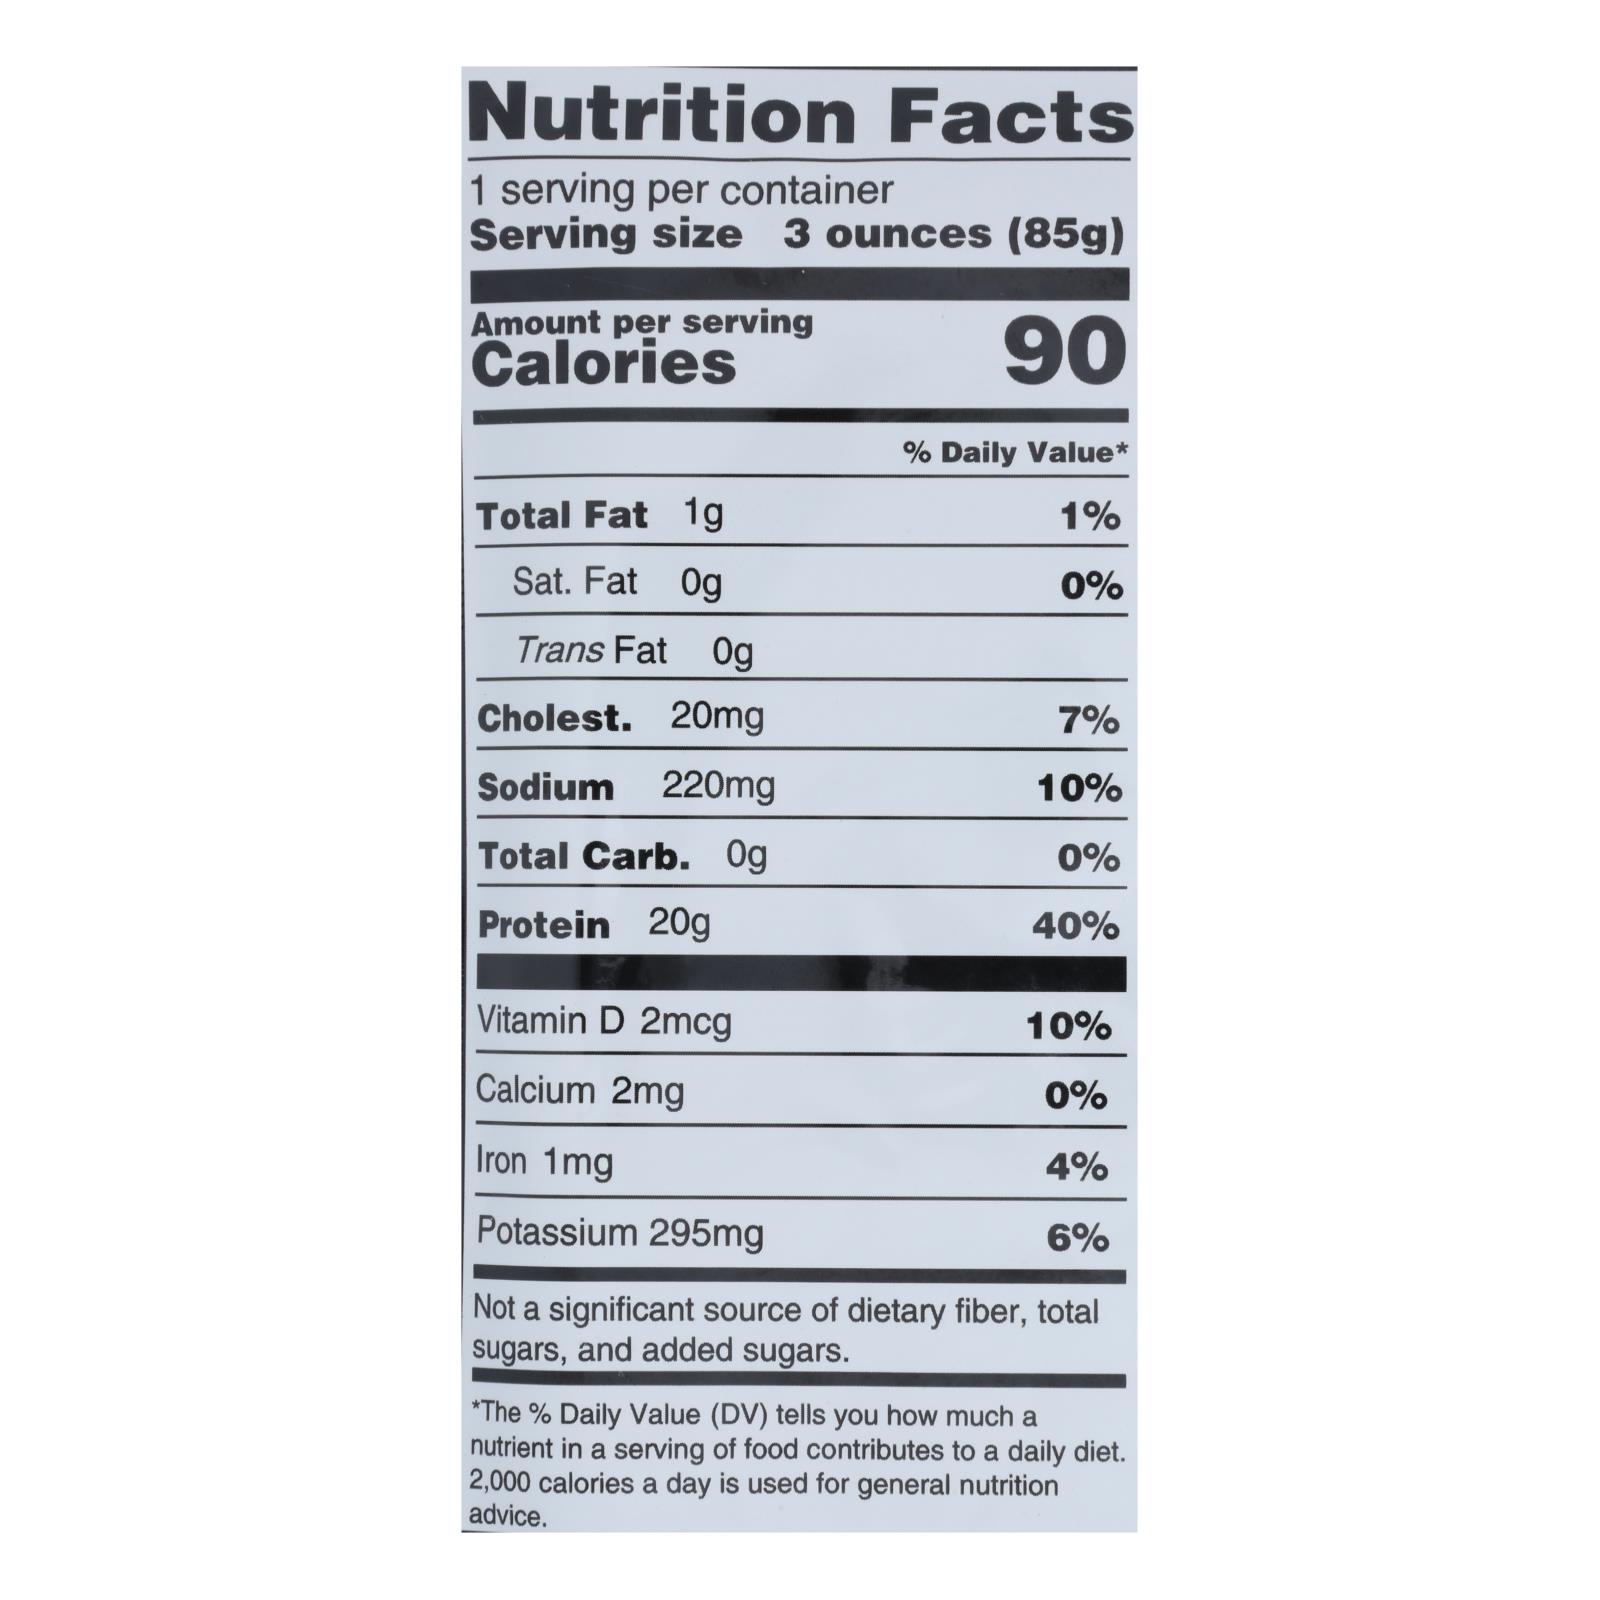 Nutrition Facts
1 serving per container
Serving size 3 ounces (85g)
Amount per serving
Calories 90
% Daily Value*
Total Fat 1g 1%
Sat. Fat 0g 0%
Trans Fat 0g
Cholest. 20mg 7%
Sodium 220mg 10%
Total Carb. 0g 0%
Protein 20g 40%
Vitamin D 2mcg 10%
Calcium 2mg 0%
Iron 1mg 4%
Potassium 295mg 6%
Not a significant source of dietary fiber, total
sugars, and added sugars.
*The % Daily Value (DV) tells you how much a
nutrient in a serving of food contributes to a daily diet.
2,000 calories a day is used for general nutrition
advice.